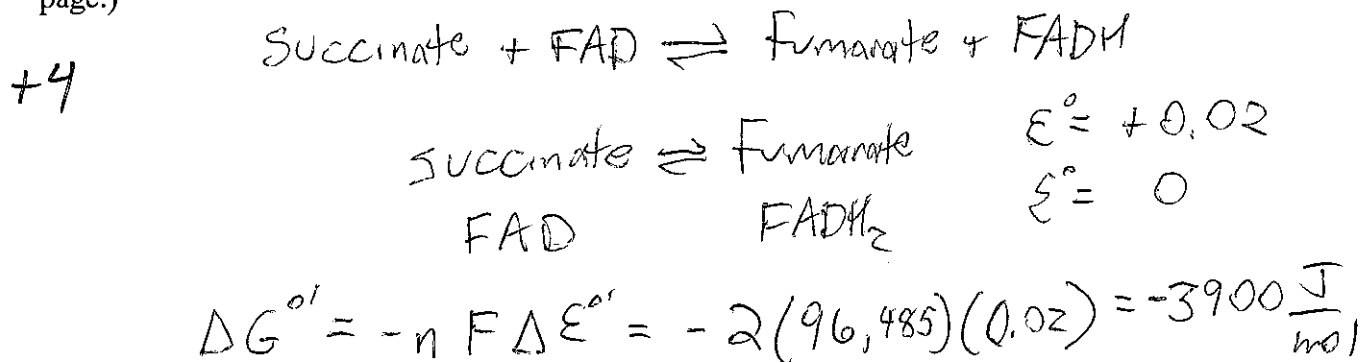 page.)
Succinate + FAD ⇌ Fumarate + FADH
+4
succinate ⇌ Fumarate ε° = +0.02
FAD FADH₂ ε° = 0
ΔG°' = -n F Δε°' = -2(96,485)(0.02) = -3900 J/mol